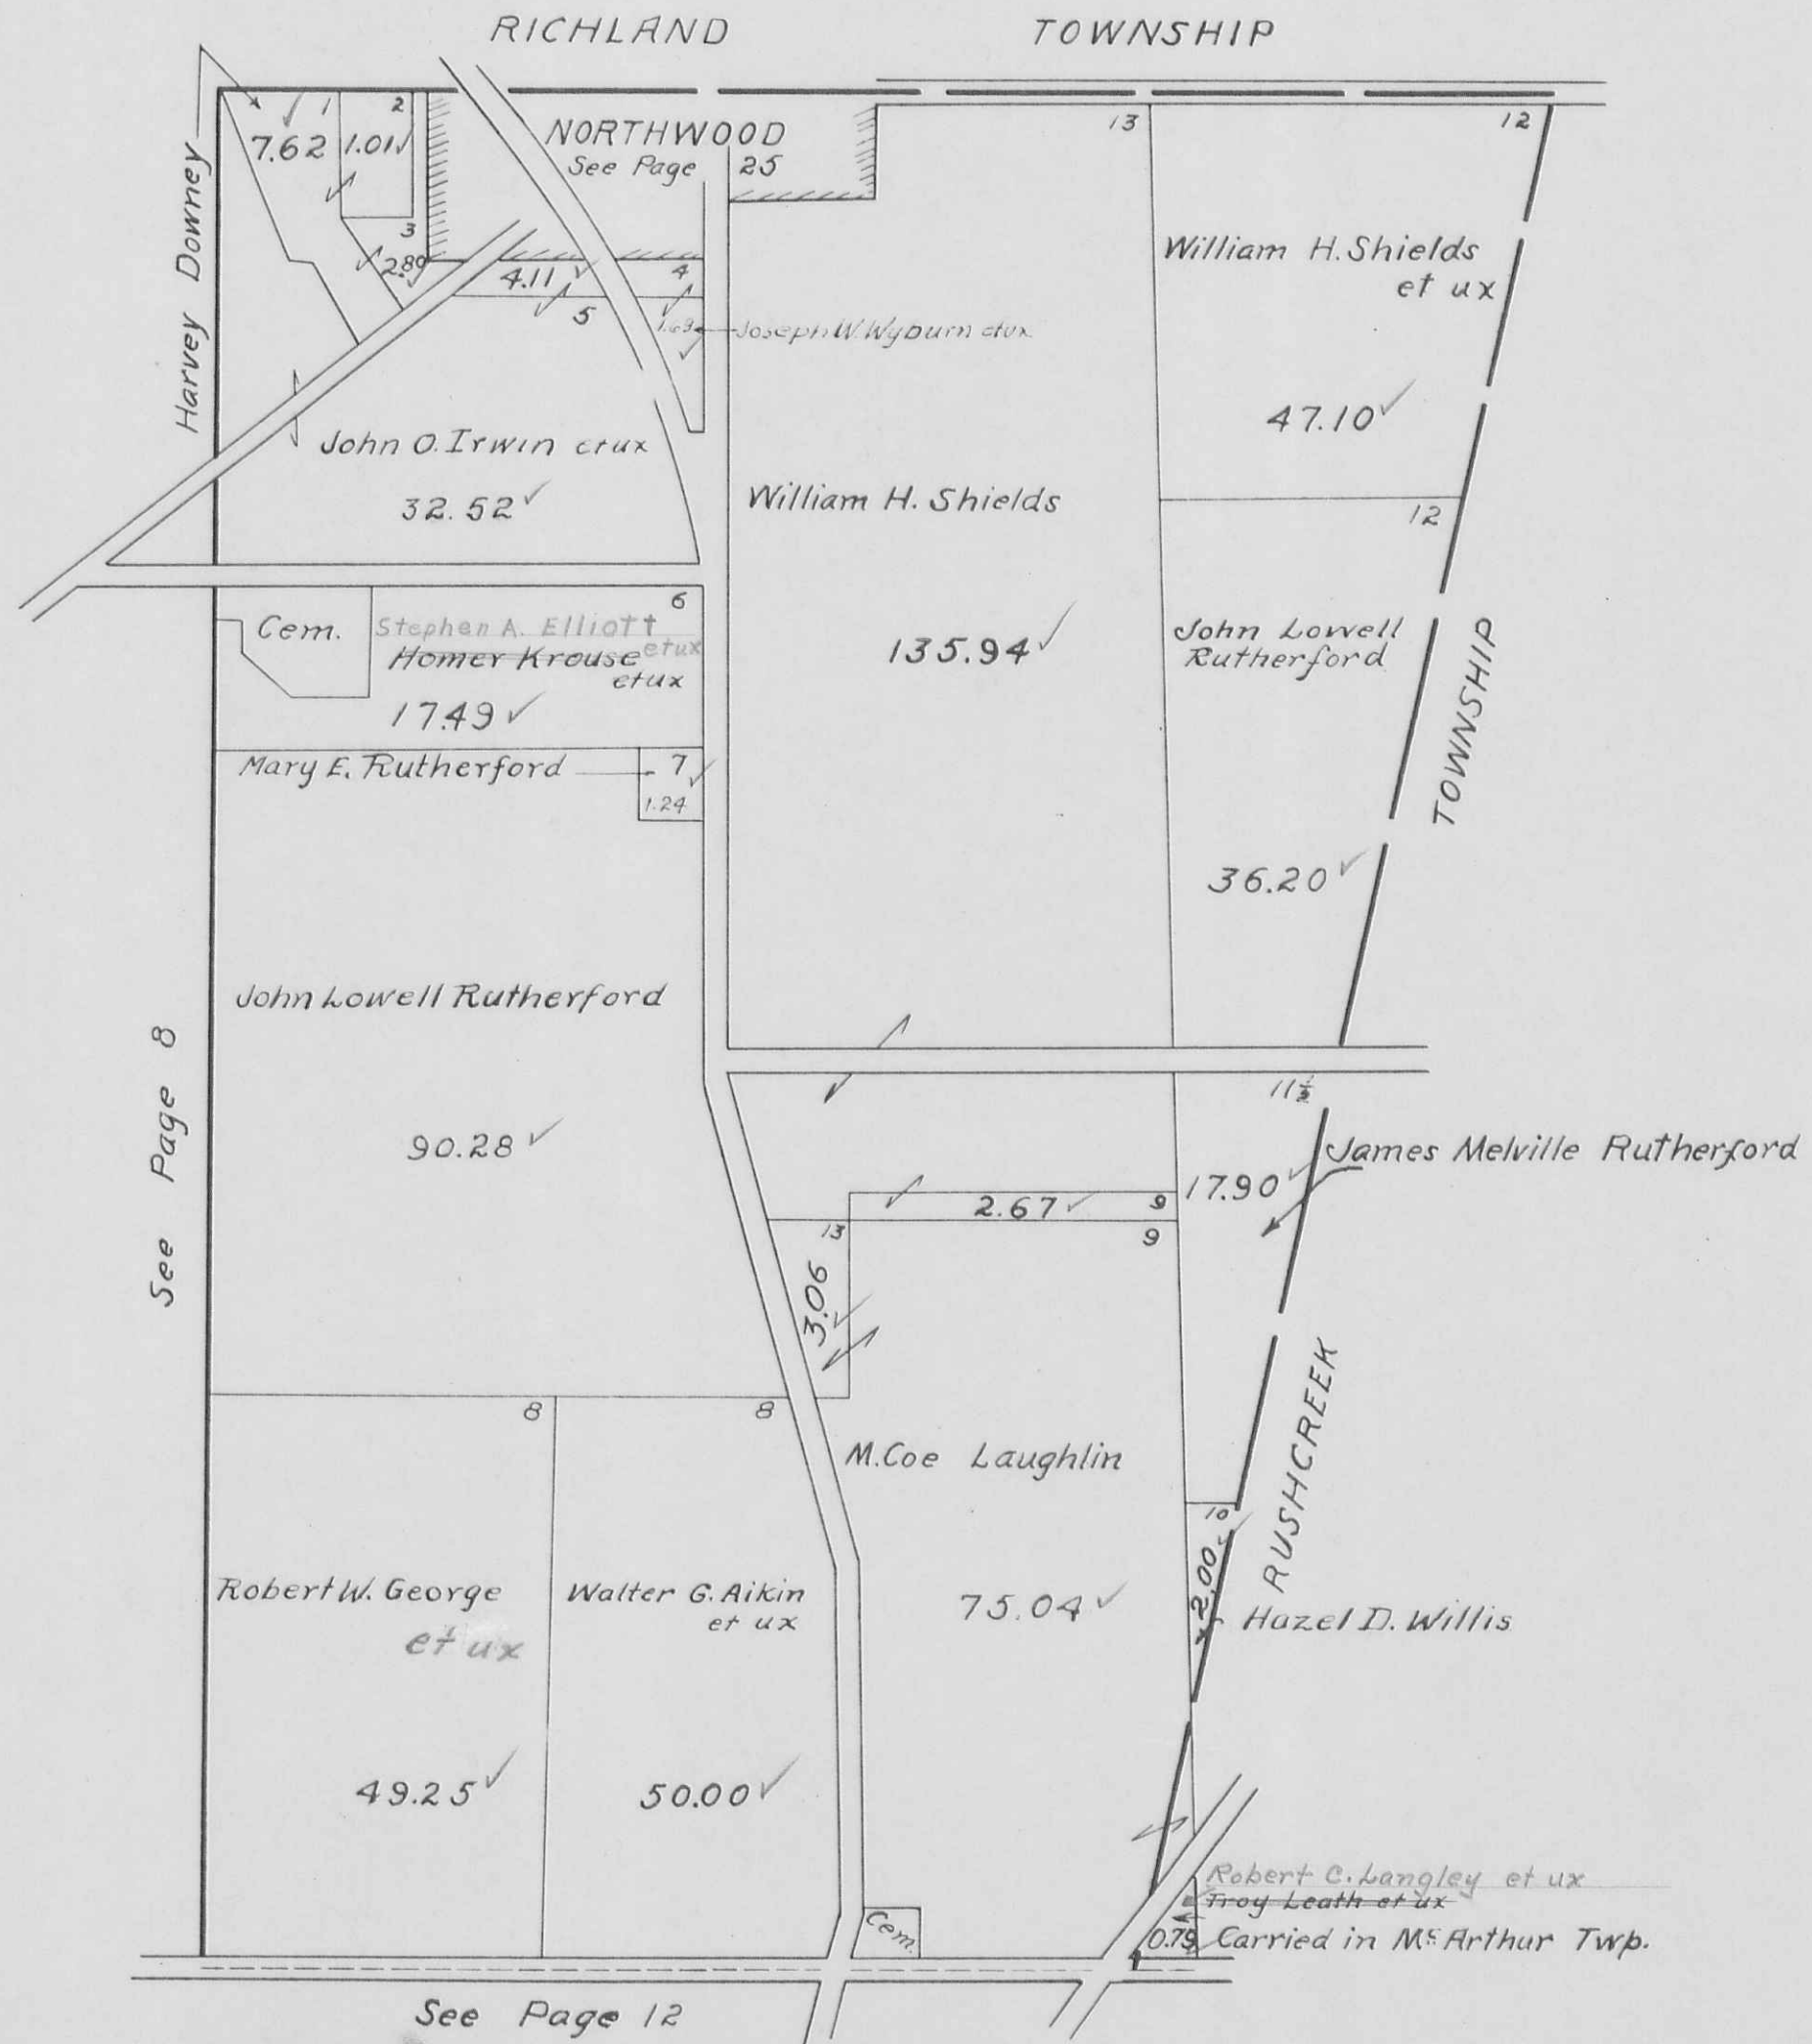 RICHLAND TOWNSHIP
1
2
7.62
1.01
NORTHWOOD
See Page 25
13
12
Harvey Downey
3
2.89
4.11
4
5
1.69
Joseph W. Wyburn etux
William H. Shields
et ux
47.10
John O. Irwin etux
32.52
William H. Shields
12
6
Cem.
Stephen A. Elliott
etux
Homer Krouse
etux
17.49
135.94
John Lowell
Rutherford
TOWNSHIP
Mary E. Rutherford
7
1.24
36.20
John Lowell Rutherford
See Page 8
90.28
11½
James Melville Rutherford
17.90
2.67
9
13
9
3.06
8
8
M. Coe Laughlin
RUSHCREEK
10
2.00
Robert W. George
et ux
Walter G. Aikin
et ux
75.04
Hazel D. Willis
49.25
50.00
Robert C. Langley et ux
Troy Leath et ux
Cem.
0.79
Carried in Mc Arthur Twp.
See Page 12